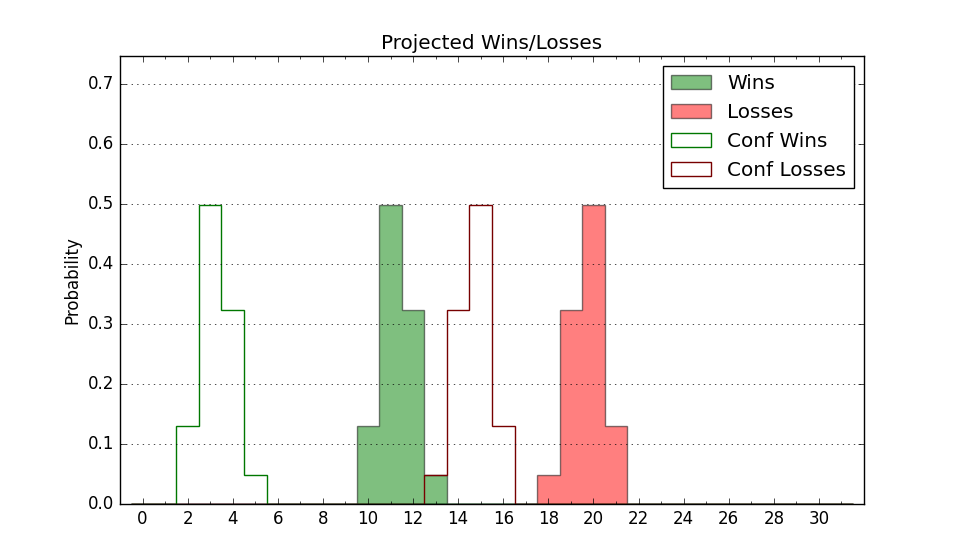 Projected Wins/Losses
Wins
Losses
Conf Wins
Conf Losses
Probability
0.7
0.6
0.5
0.4
0.3
0.2
0.1
0.0
0 2 4 6 8 10 12 14 16 18 20 22 24 26 28 30